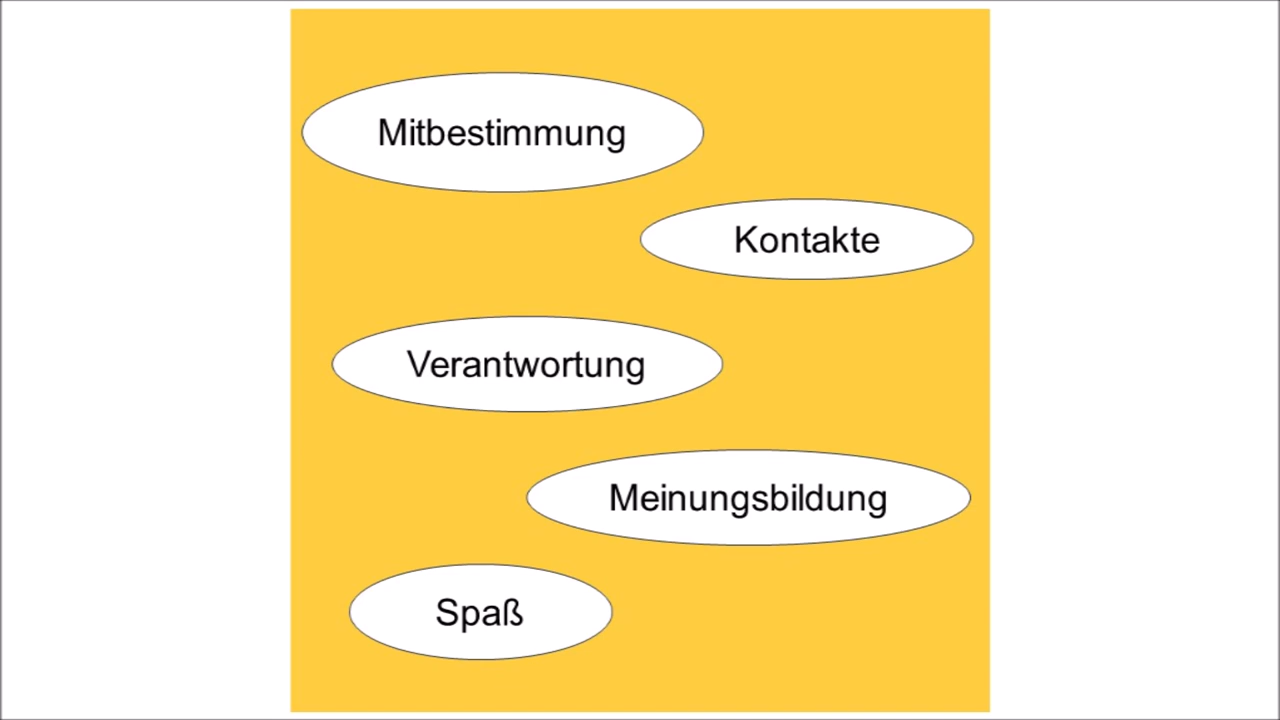 Mitbestimmung
Kontakte
Verantwortung
Meinungsbildung
Spaß